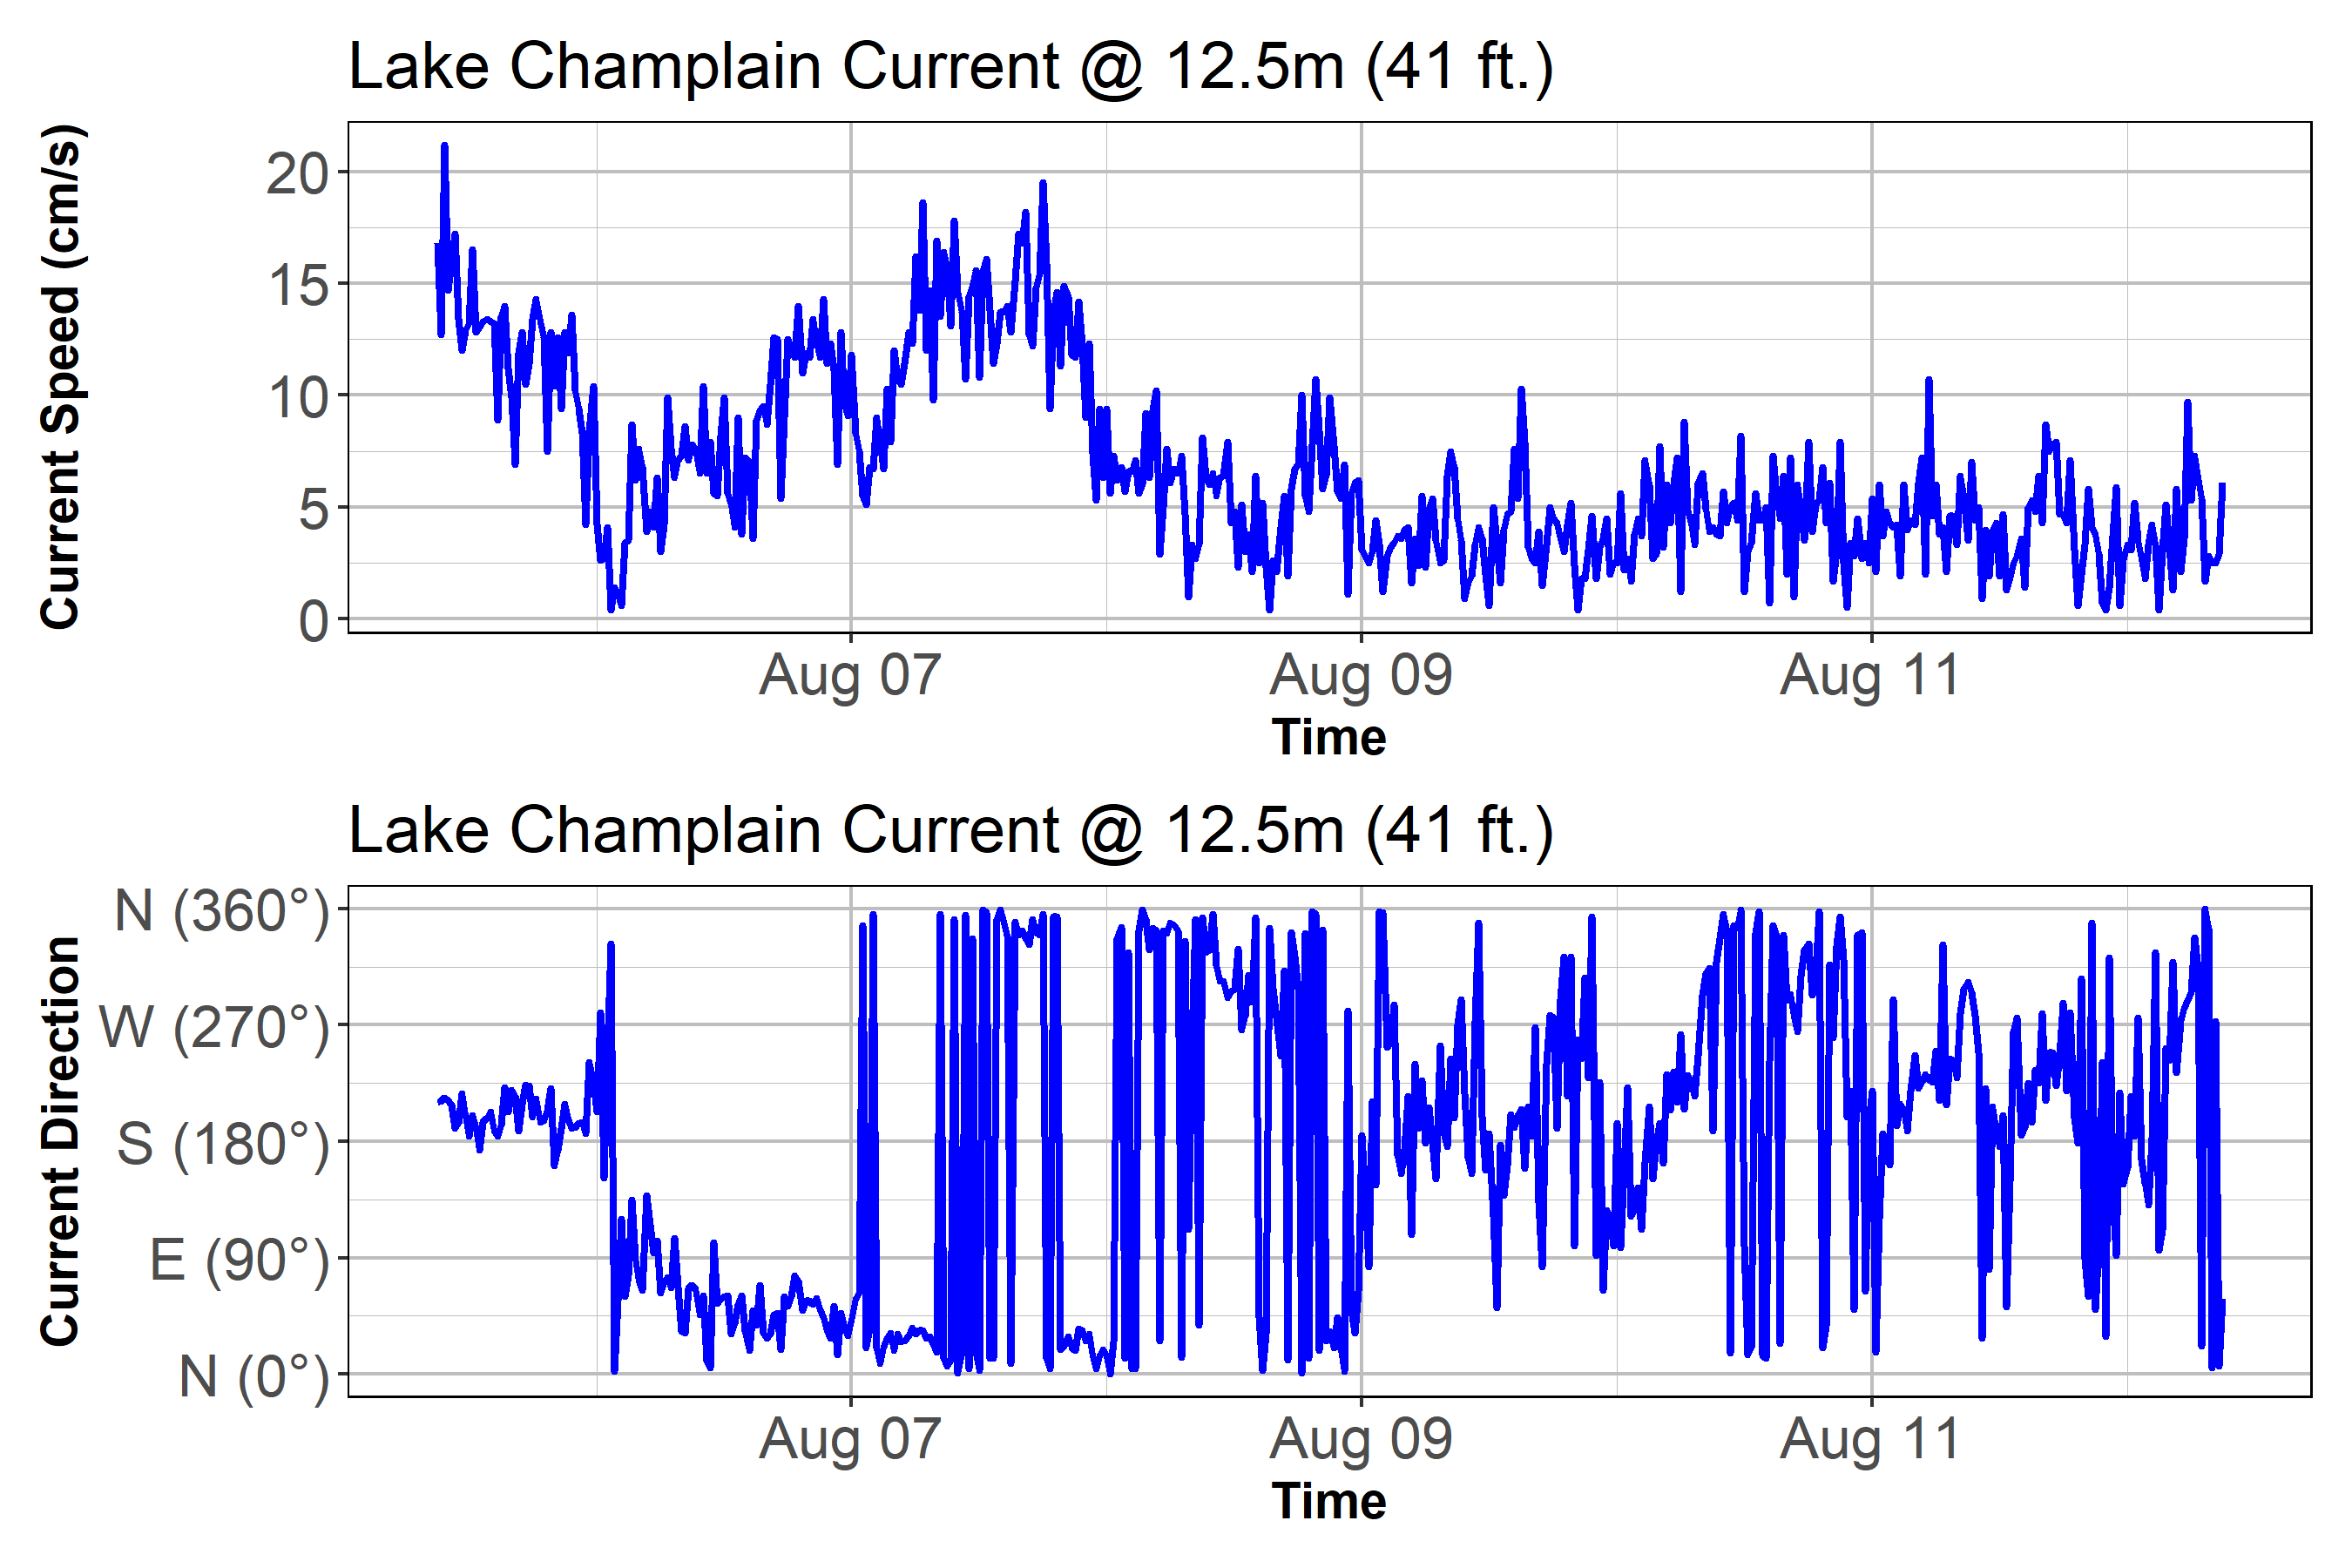 Lake Champlain Current @ 12.5m (41 ft.)
Current Speed (cm/s)
20
15
10
5
0
Aug 07
Aug 09
Aug 11
Time
Lake Champlain Current @ 12.5m (41 ft.)
Current Direction
N (360°)
W (270°)
S (180°)
E (90°)
N (0°)
Aug 07
Aug 09
Aug 11
Time